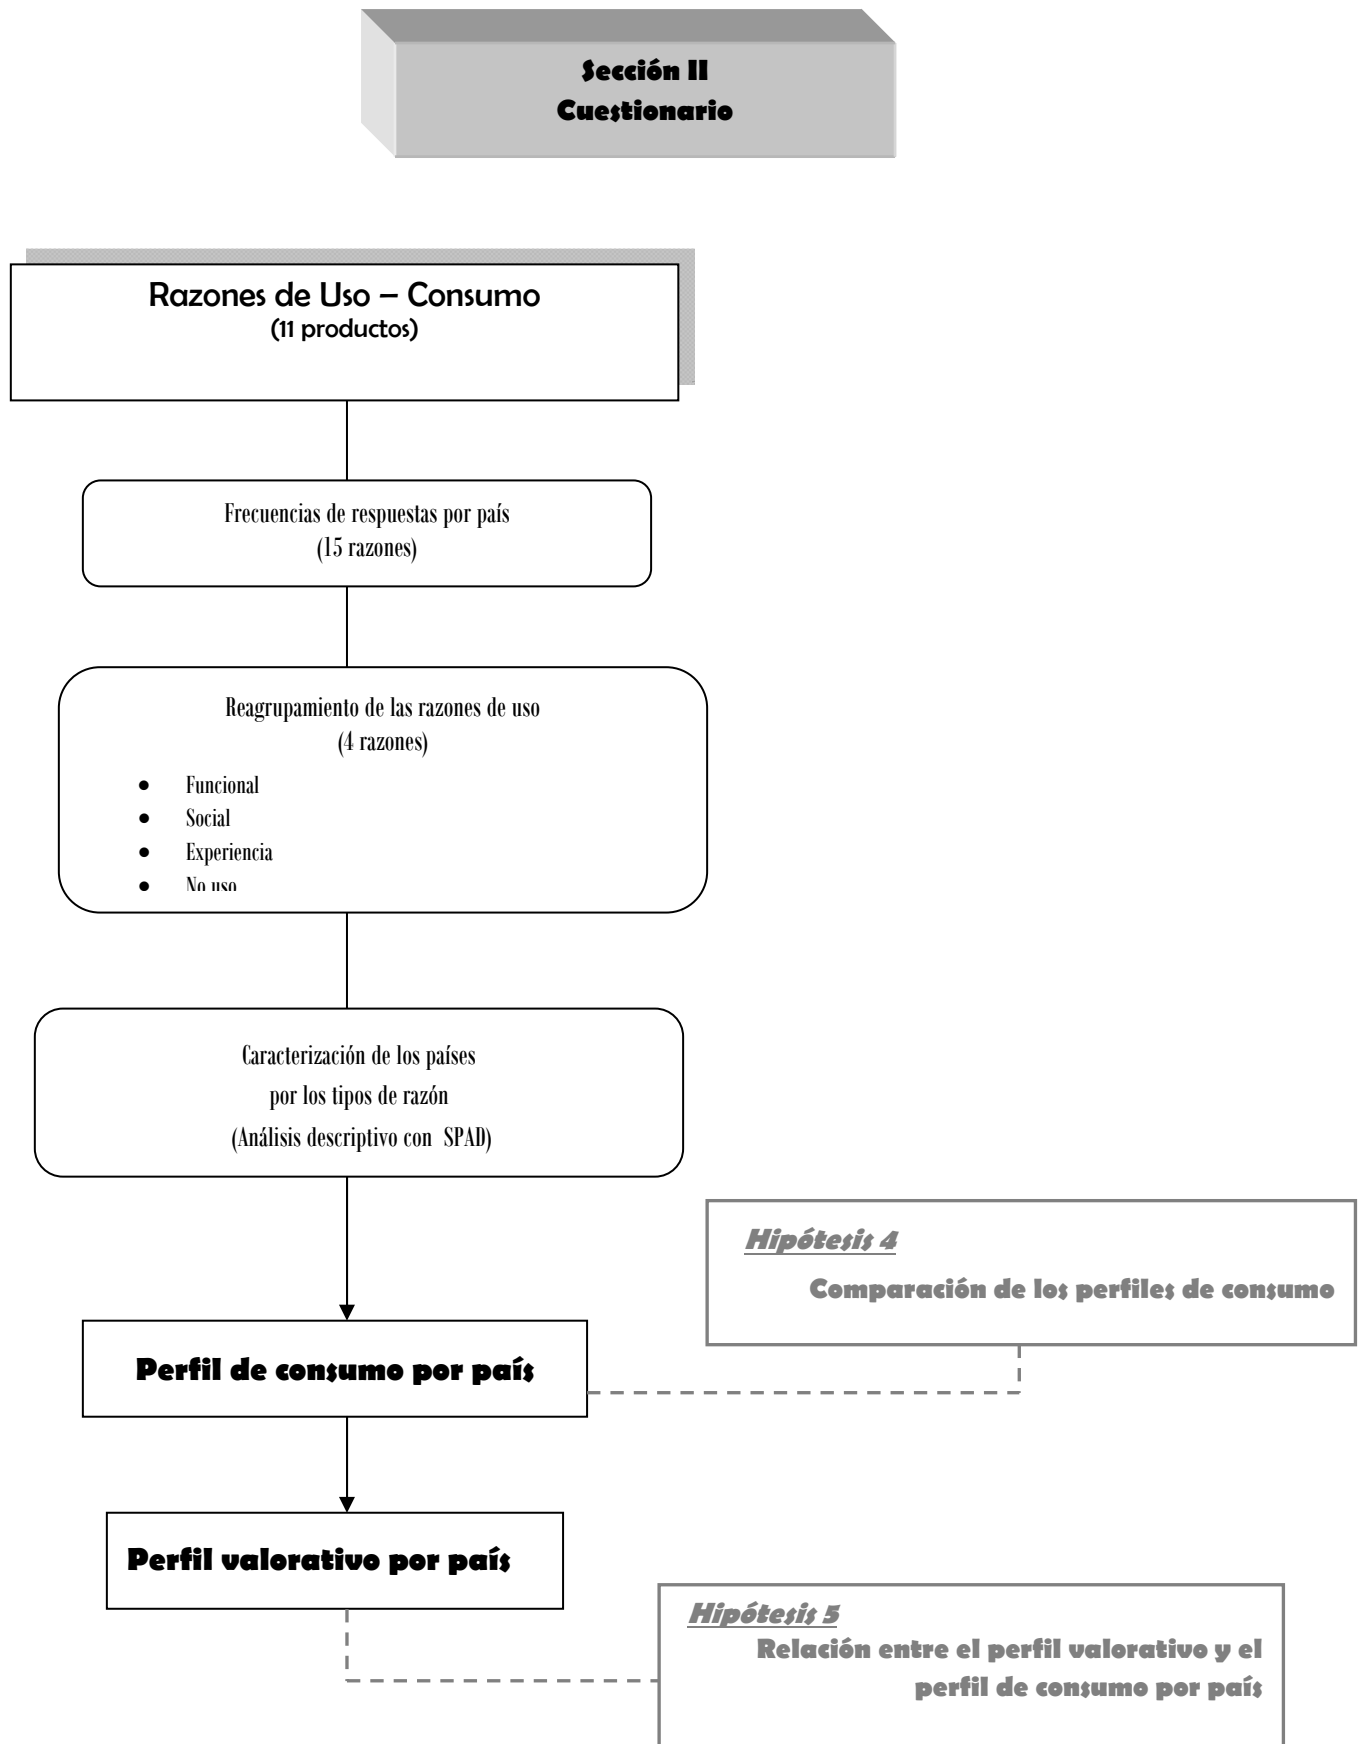 Sección II
Cuestionario
Razones de Uso – Consumo
(11 productos)
Frecuencias de respuestas por país
(15 razones)
Reagrupamiento de las razones de uso
(4 razones)
• Funcional
• Social
• Experiencia
• No uso
Caracterización de los países
por los tipos de razón
(Análisis descriptivo con SPAD)
Hipótesis 4
Comparación de los perfiles de consumo
Perfil de consumo por país
Perfil valorativo por país
Hipótesis 5
Relación entre el perfil valorativo y el
perfil de consumo por país